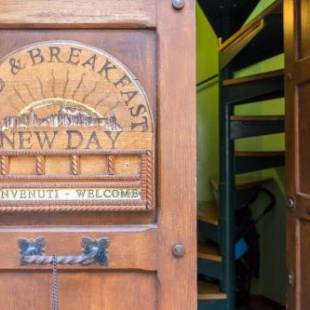 & BREAKFAST
NEW DAY
NVENUTI - WELCOME